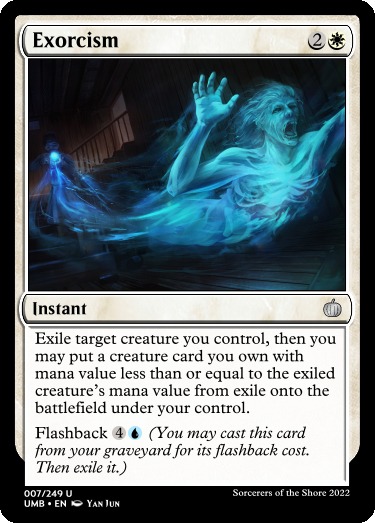 Exorcism 2
Instant
Exile target creature you control, then you
may put a creature card you own with
mana value less than or equal to the exiled
creature's mana value from exile onto the
battlefield under your control.
Flashback 4 (You may cast this card
from your graveyard for its flashback cost.
Then exile it.)
007/249 U
UMB • EN Yan Jun
Sorcerers of the Shore 2022